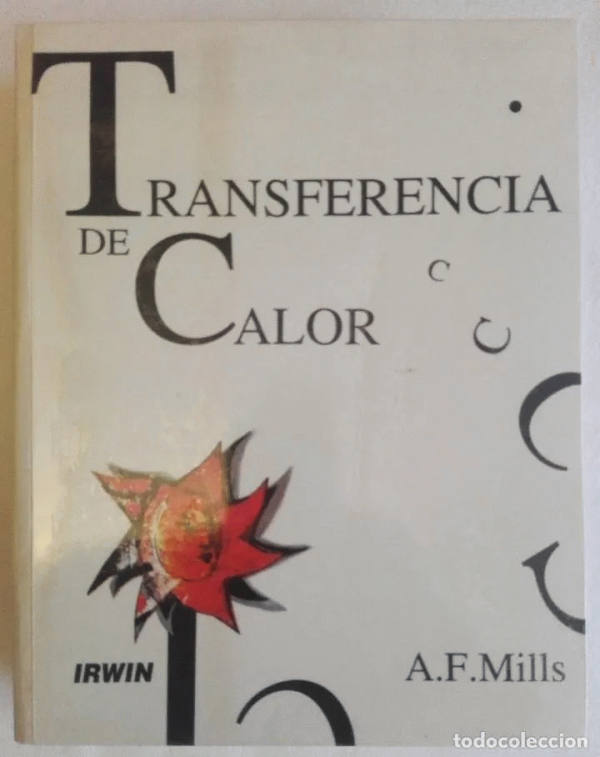 TRANSFERENCIA
DE
CALOR
IRWIN
A.F.Mills
todocoleccion